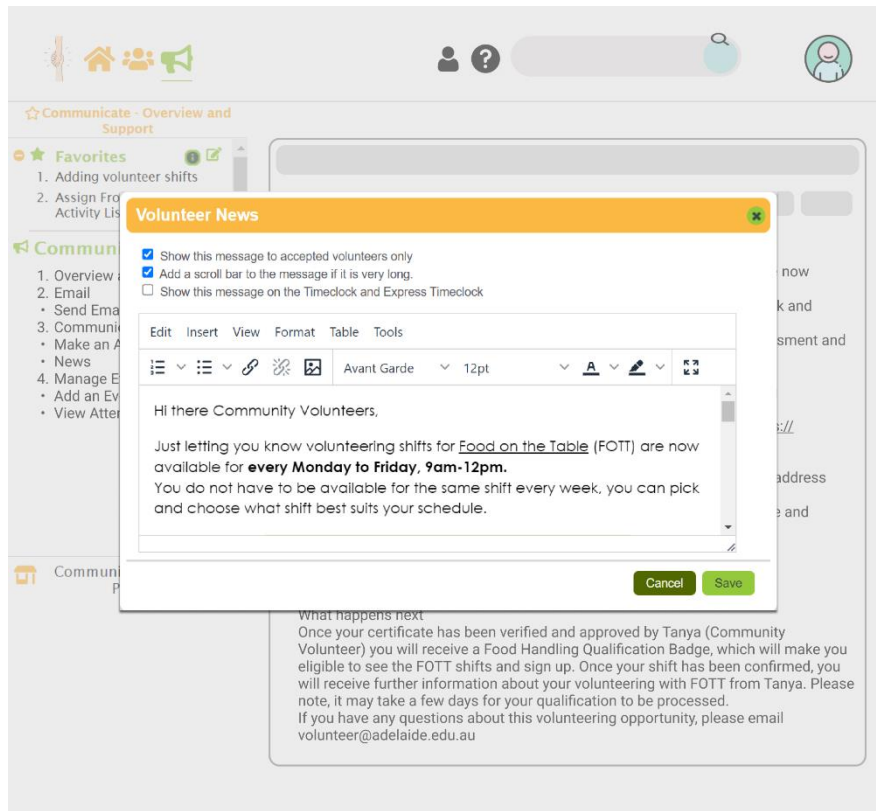 Communicate - Overview and
Support
Favorites
1. Adding volunteer shifts
2. Assign Fro
Activity Lis
Communi
1. Overview
2. Email
• Send Ema
3. Communi
• Make an A
• News
4. Manage E
• Add an Ev
• View Atter
Communi
P
Volunteer News
Show this message to accepted volunteers only
Add a scroll bar to the message if it is very long.
Show this message on the Timeclock and Express Timeclock
Edit Insert View Format Table Tools
Avant Garde 12pt A
Hi there Community Volunteers,
Just letting you know volunteering shifts for Food on the Table (FOTT) are now
available for every Monday to Friday, 9am-12pm.
You do not have to be available for the same shift every week, you can pick
and choose what shift best suits your schedule.
Cancel Save
now
k and
sment and
s://
address
e and
What happens next
Once your certificate has been verified and approved by Tanya (Community
Volunteer) you will receive a Food Handling Qualification Badge, which will make you
eligible to see the FOTT shifts and sign up. Once your shift has been confirmed, you
will receive further information about your volunteering with FOTT from Tanya. Please
note, it may take a few days for your qualification to be processed.
If you have any questions about this volunteering opportunity, please email
volunteer@adelaide.edu.au